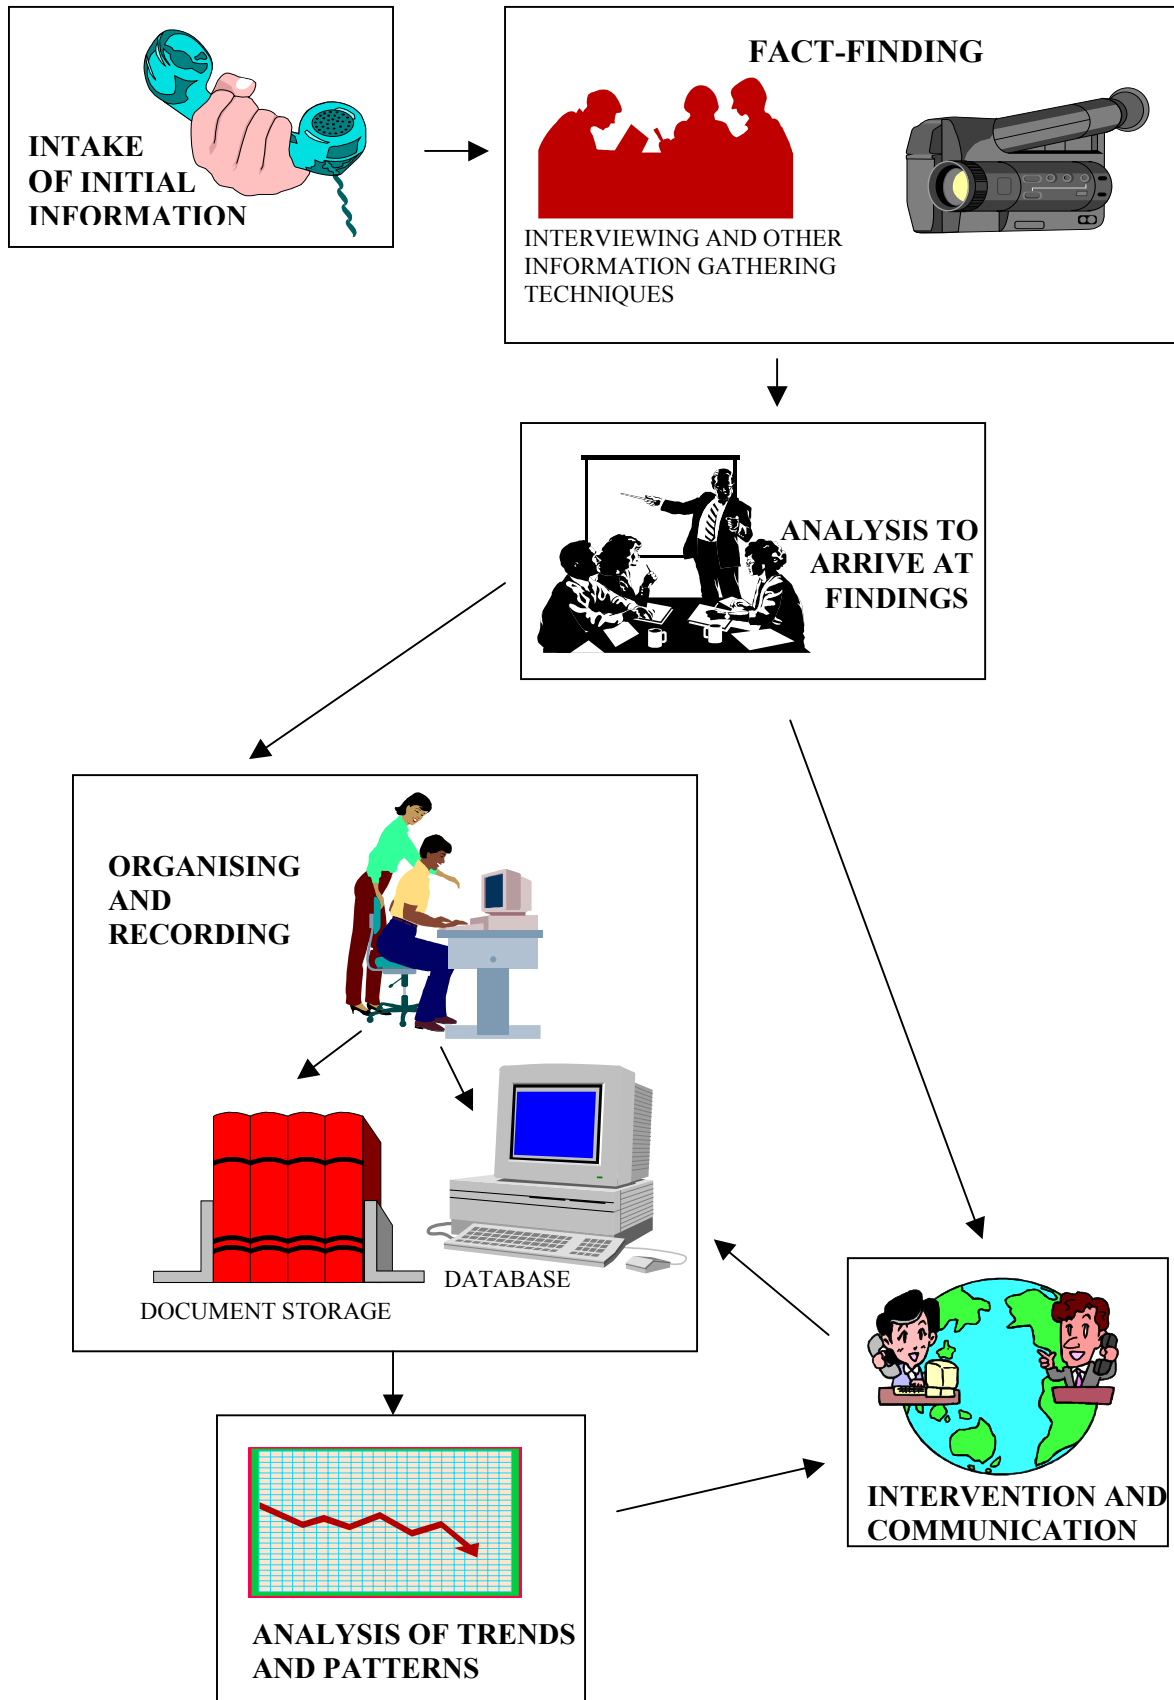 INTAKE
OF INITIAL
INFORMATION
FACT-FINDING
INTERVIEWING AND OTHER
INFORMATION GATHERING
TECHNIQUES
ANALYSIS TO
ARRIVE AT
FINDINGS
ORGANISING
AND
RECORDING
DATABASE
DOCUMENT STORAGE
INTERVENTION AND
COMMUNICATION
ANALYSIS OF TRENDS
AND PATTERNS